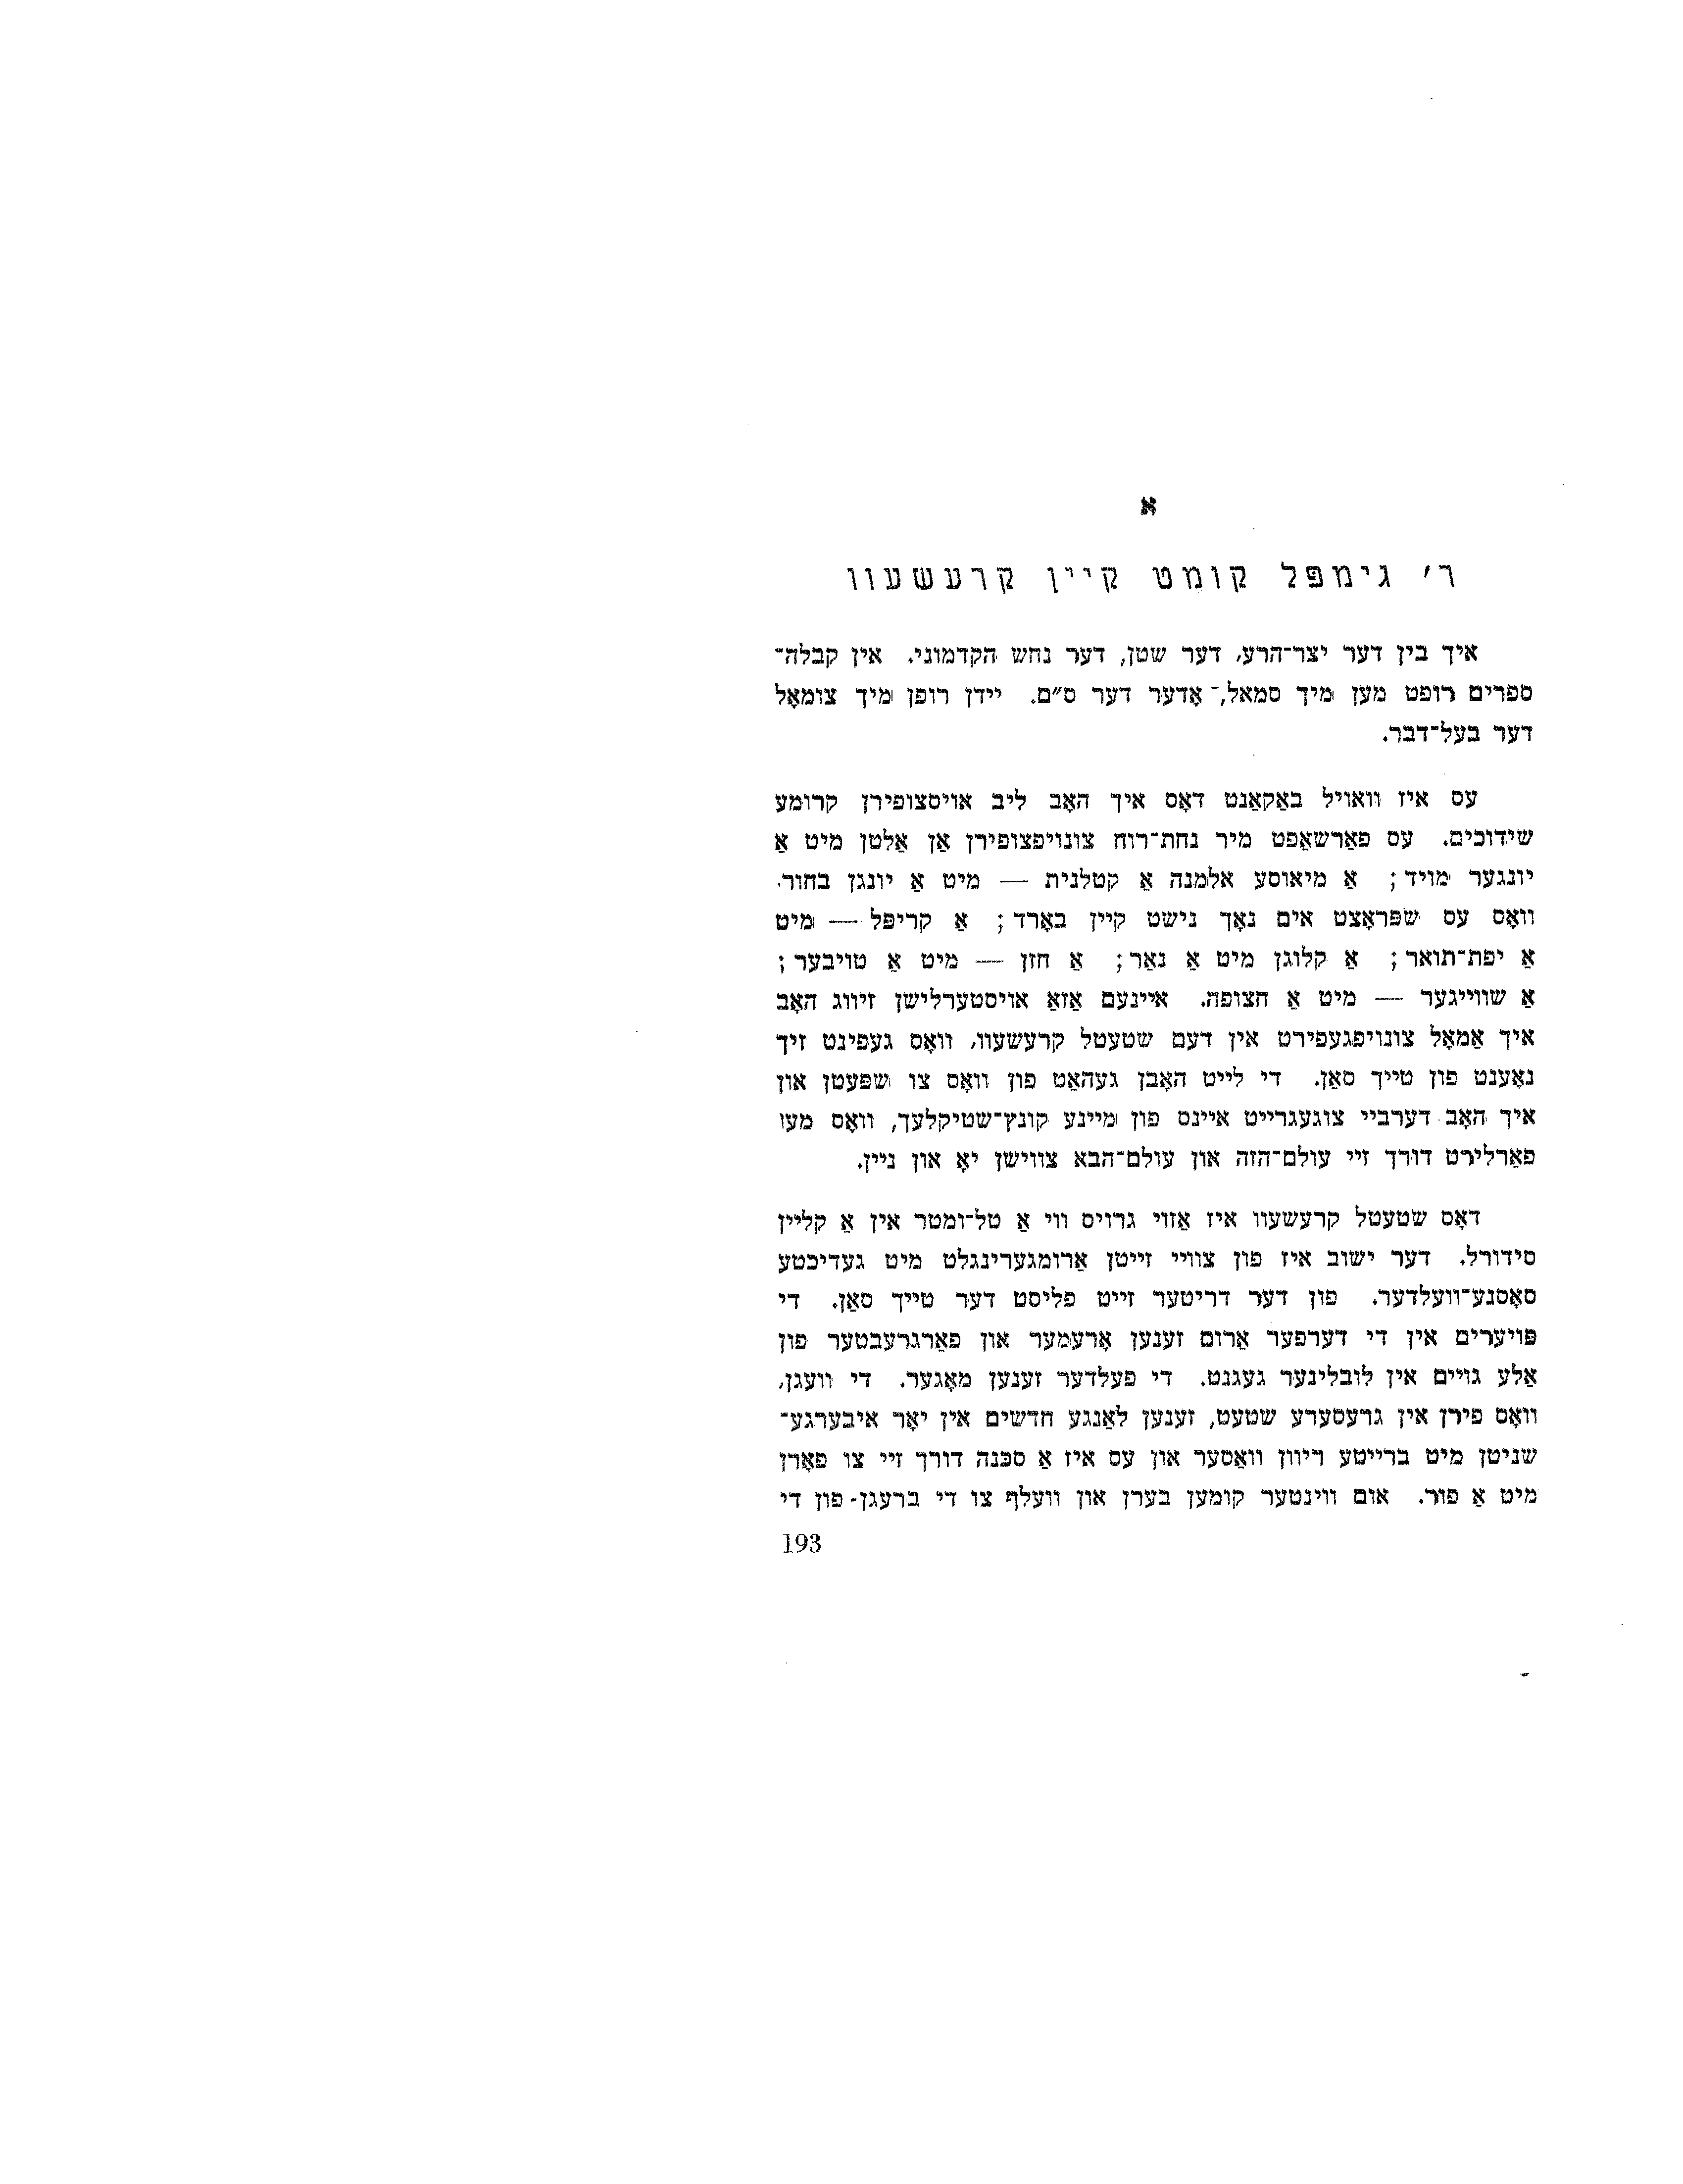 א
ר׳ גימפּל קומט קיין קרעשעוו
איך בין דער יצר־הרע, דער שטן, דער נחש הקדמוני. אין קבלה־
ספרים רופט מען מיך סמאל, אָדער דער ס״ם. יידן רופן מיך צומאָל
דער בעל־דבר.
עס איז וואויל באַקאַנט דאָס איך האָב ליב אויסצופירן קרומע
שידוכים. עס פאַרשאַפט מיר נחת־רוח צונויפצופירן אַן אַלטן מיט אַ
יונגער מויד; אַ מיאוסע אלמנה אַ קטלנית — מיט אַ יונגן בחור,
וואָס עס שפּראָצט אים נאָך נישט קיין באָרד; אַ קריפּל — מיט
אַ יפת־תואר; אַ קלוגן מיט אַ נאַר; אַ חזן — מיט אַ טויבער;
אַ שווייגער — מיט אַ חצופה. איינעם אַזאַ אויסטערלישן זיווג האָב
איך אַמאָל צונויפגעפירט אין דעם שטעטל קרעשעוו, וואָס געפינט זיך
נאָענט פון טייך סאַן. די לייט האָבן געהאַט פון וואָס צו שפּעטן און
איך האָב דערביי צוגעגרייט איינס פון מיינע קונץ־שטיקלעך, וואָס מען
פאַרלירט דורך זיי עולם־הזה און עולם־הבא צווישן יאָ און ניין.
דאָס שטעטל קרעשעוו איז אַזוי גרויס ווי אַ טל־ומטר אין אַ קליין
סידורל. דער ישוב איז פון צוויי זייטן אַרומגערינגלט מיט געדיכטע
סאָסנע־וועלדער. פון דער דריטער זייט פליסט דער טייך סאַן. די
פּויערים אין די דערפער אַרום זענען אָרעמער און פאַרגרעבטער פון
אַלע גויים אין לובלינער געגנט. די פעלדער זענען מאָגער. די וועגן,
וואָס פירן אין גרעסערע שטעט, זענען לאַנגע חדשים אין יאָר איבערגע־
שניטן מיט ברייטע ריוון וואַסער און עס איז אַ סכּנה דורך זיי צו פאָרן
מיט אַ פור. אום ווינטער קומען בערן און וועלף צו די ברעגן פון די
193